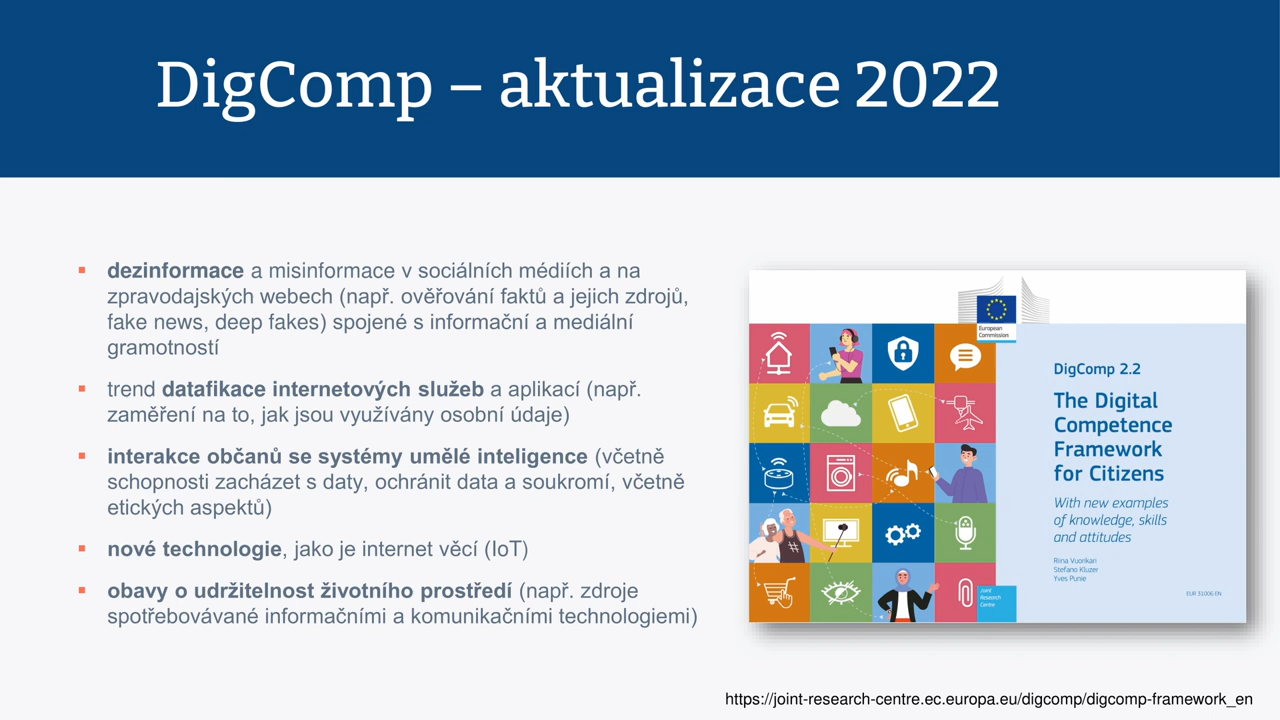 DigComp – aktualizace 2022
dezinformace a misinformace v sociálních médiích a na
zpravodajských webech (např. ověřování faktů a jejich zdrojů,
fake news, deep fakes) spojené s informační a mediální
gramotností
trend datafikace internetových služeb a aplikací (např.
zaměření na to, jak jsou využívány osobní údaje)
interakce občanů se systémy umělé inteligence (včetně
schopnosti zacházet s daty, ochránit data a soukromí, včetně
etických aspektů)
nové technologie, jako je internet věcí (IoT)
obavy o udržitelnost životního prostředí (např. zdroje
spotřebovávané informačními a komunikačními technologiemi)
European
Commission
DigComp 2.2
The Digital
Competence
Framework
for Citizens
With new examples
of knowledge, skills
and attitudes
Riina Vuorikari
Stefano Kluzer
Yves Punie
EUR 31006 EN
Joint
Research
Centre
https://joint-research-centre.ec.europa.eu/digcomp/digcomp-framework_en